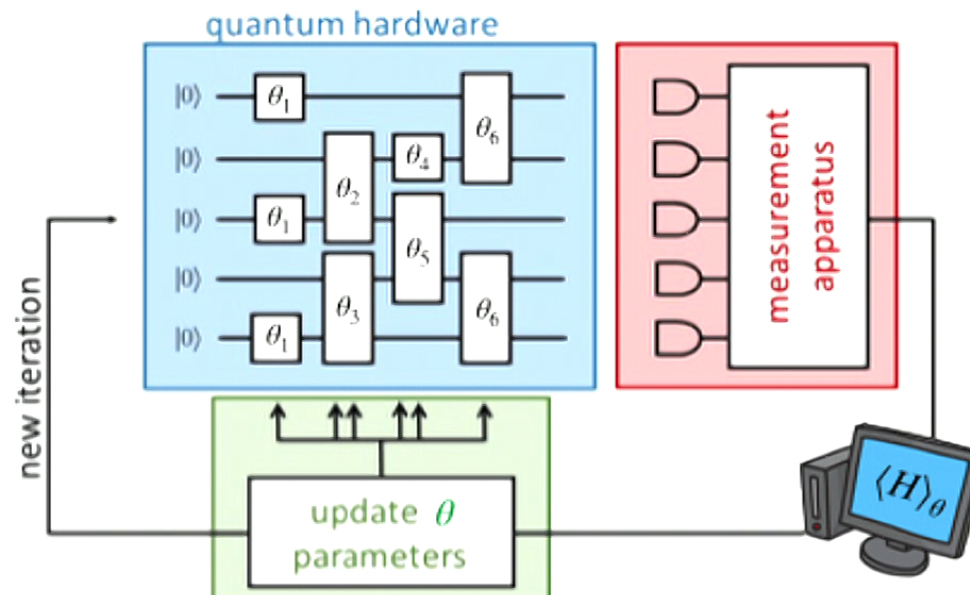 quantum hardware
|0⟩ θ₁ θ₆
|0⟩ θ₂ θ₄
|0⟩ θ₁ θ₅
|0⟩ θ₃ θ₆
|0⟩ θ₁
measurement
apparatus
new iteration
update θ
parameters
⟨H⟩θ